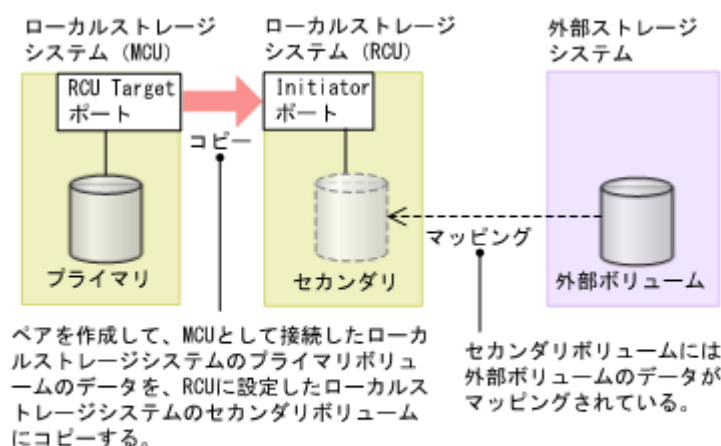 ローカルストレージ
システム (MCU)
ローカルストレージ
システム (RCU)
外部ストレージ
システム
RCU Target
ポート
Initiator
ポート
コピー
マッピング
プライマリ
セカンダリ
外部ボリューム
ペアを作成して、MCUとして接続したローカ
ルストレージシステムのプライマリボリュ
ームのデータを、RCUに設定したローカルス
トレージシステムのセカンダリボリューム
にコピーする。
セカンダリボリュームには
外部ボリュームのデータが
マッピングされている。